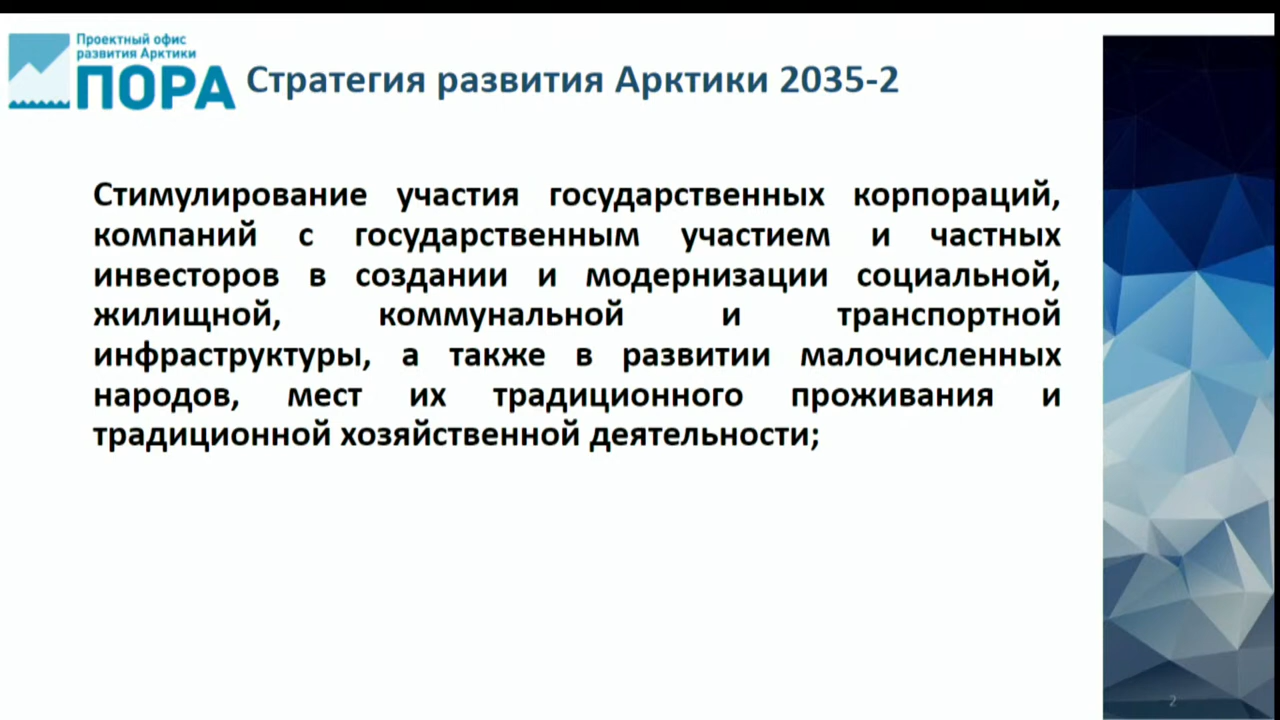 Проектный офис
развития Арктики
ПОРА
Стратегия развития Арктики 2035-2
Стимулирование участия государственных корпораций,
компаний с государственным участием и частных
инвесторов в создании и модернизации социальной,
жилищной, коммунальной и транспортной
инфраструктуры, а также в развитии малочисленных
народов, мест их традиционного проживания и
традиционной хозяйственной деятельности;
2